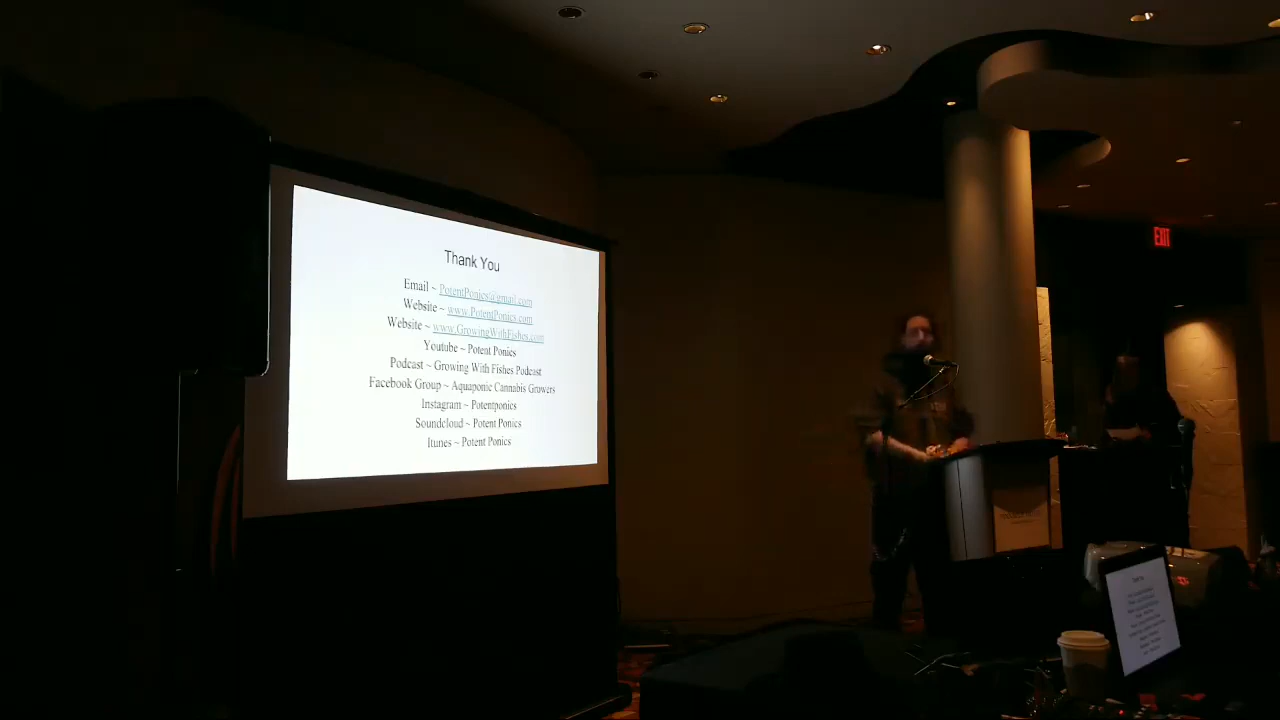 Thank You
Email ~ PotentPonics@gmail.com
Website ~ www.PotentPonics.com
Website ~ www.GrowingWithFishes.com
Youtube ~ Potent Ponics
Podcast ~ Growing With Fishes Podcast
Facebook Group ~ Aquaponic Cannabis Growers
Instagram ~ Potentponics
Soundcloud ~ Potent Ponics
Itunes ~ Potent Ponics
EXIT